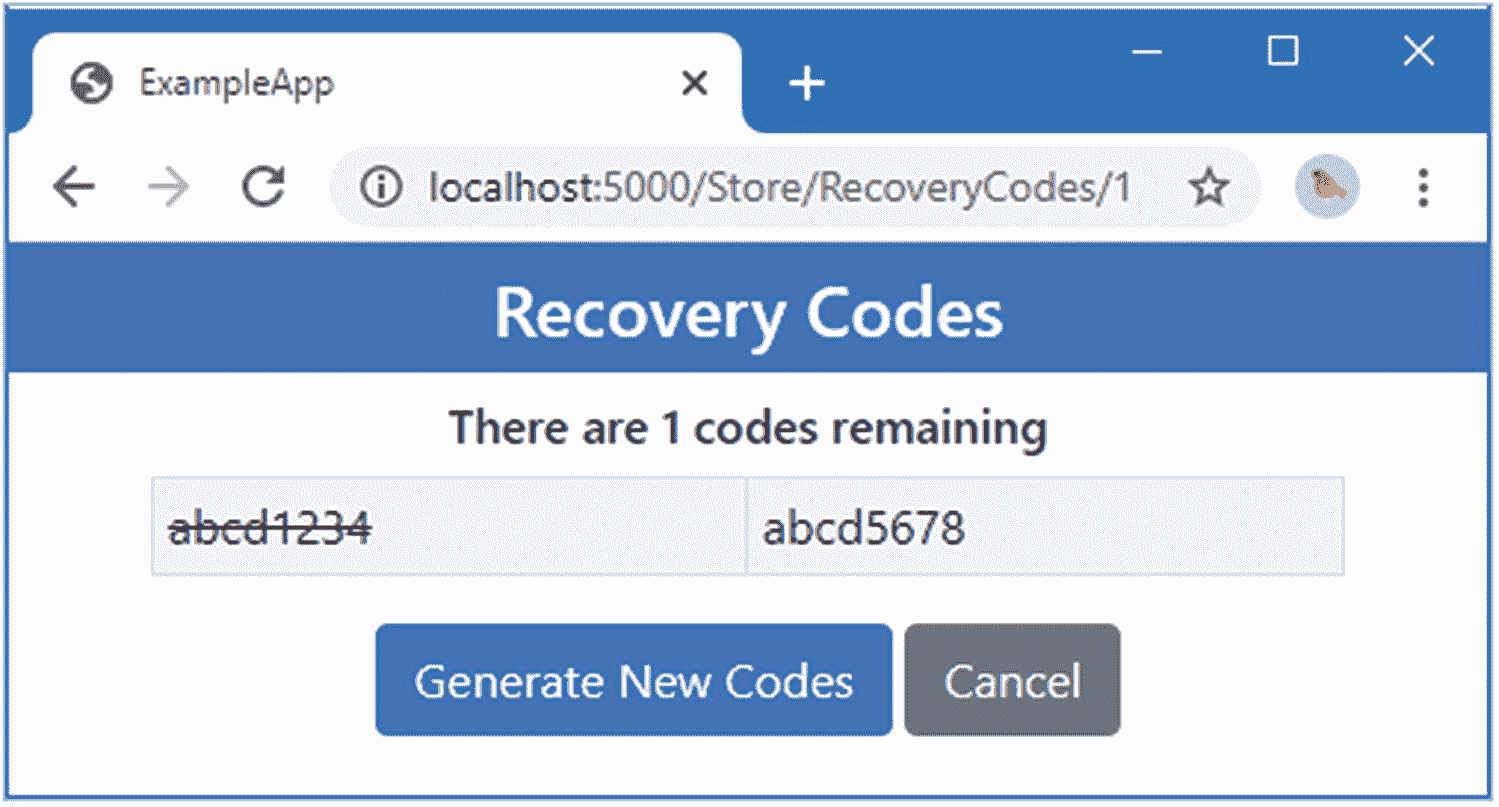 ExampleApp
localhost:5000/Store/RecoveryCodes/1
Recovery Codes
There are 1 codes remaining
abcd1234 abcd5678
Generate New Codes Cancel